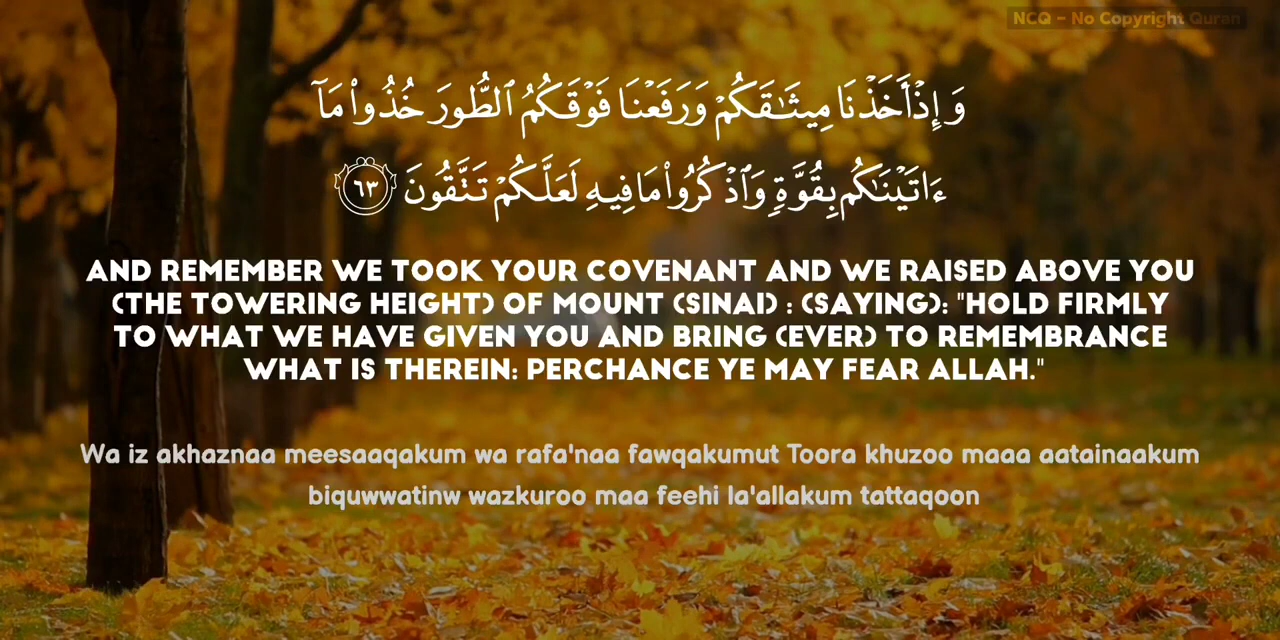 NCQ - No Copyright Quran
وَإِذْ أَخَذْنَا مِيثَـٰقَكُمْ وَرَفَعْنَا فَوْقَكُمُ ٱلطُّورَ خُذُوا۟ مَآ
ءَاتَيْنَـٰكُم بِقُوَّةٍۢ وَٱذْكُرُوا۟ مَا فِيهِ لَعَلَّكُمْ تَتَّقُونَ ٦٣
AND REMEMBER WE TOOK YOUR COVENANT AND WE RAISED ABOVE YOU
(THE TOWERING HEIGHT) OF MOUNT (SINAI) : (SAYING): "HOLD FIRMLY
TO WHAT WE HAVE GIVEN YOU AND BRING (EVER) TO REMEMBRANCE
WHAT IS THEREIN: PERCHANCE YE MAY FEAR ALLAH."
Wa iz akhaznaa meesaaqakum wa rafa'naa fawqakumut Toora khuzoo maaa aatainaakum
biquwwatinw wazkuroo maa feehi la'allakum tattaqoon